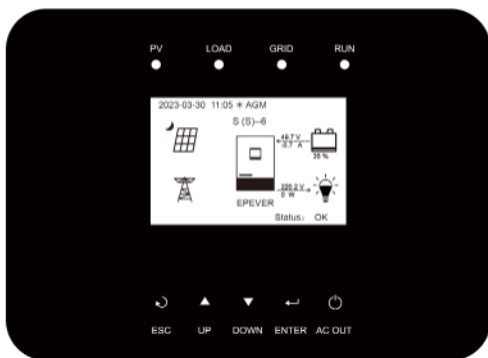 PV LOAD GRID RUN
2023-03-30 11:05 ✳ AGM
S (S)--6
49.7 V
-0.7 A
35 %
220.2 V
0 W
EPEVER
Status: OK
ESC UP DOWN ENTER AC OUT